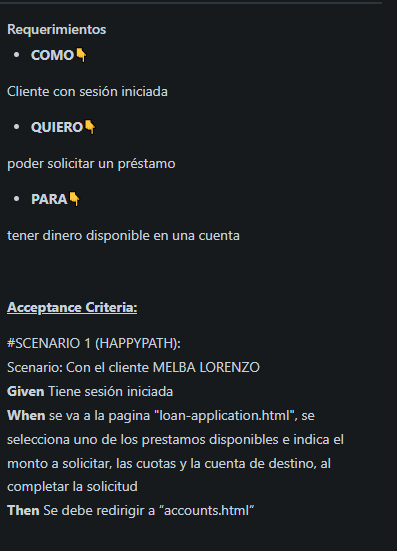 Requerimientos
• COMO👇
Cliente con sesión iniciada
• QUIERO👇
poder solicitar un préstamo
• PARA👇
tener dinero disponible en una cuenta
Acceptance Criteria:
#SCENARIO 1 (HAPPYPATH):
Scenario: Con el cliente MELBA LORENZO
Given Tiene sesión iniciada
When se va a la pagina "loan-application.html", se
selecciona uno de los prestamos disponibles e indica el
monto a solicitar, las cuotas y la cuenta de destino, al
completar la solicitud
Then Se debe redirigir a “accounts.html”